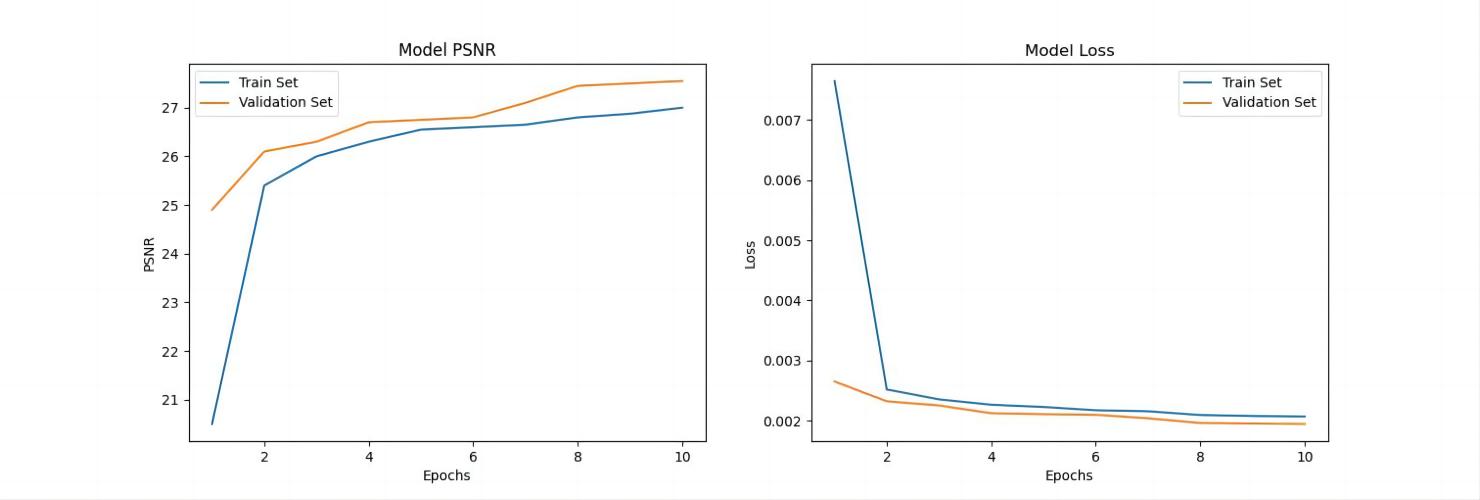 Model PSNR
Train Set
Validation Set
27
26
25
24
23
22
21
PSNR
2 4 6 8 10
Epochs
Model Loss
Train Set
Validation Set
0.007
0.006
0.005
0.004
0.003
0.002
Loss
2 4 6 8 10
Epochs